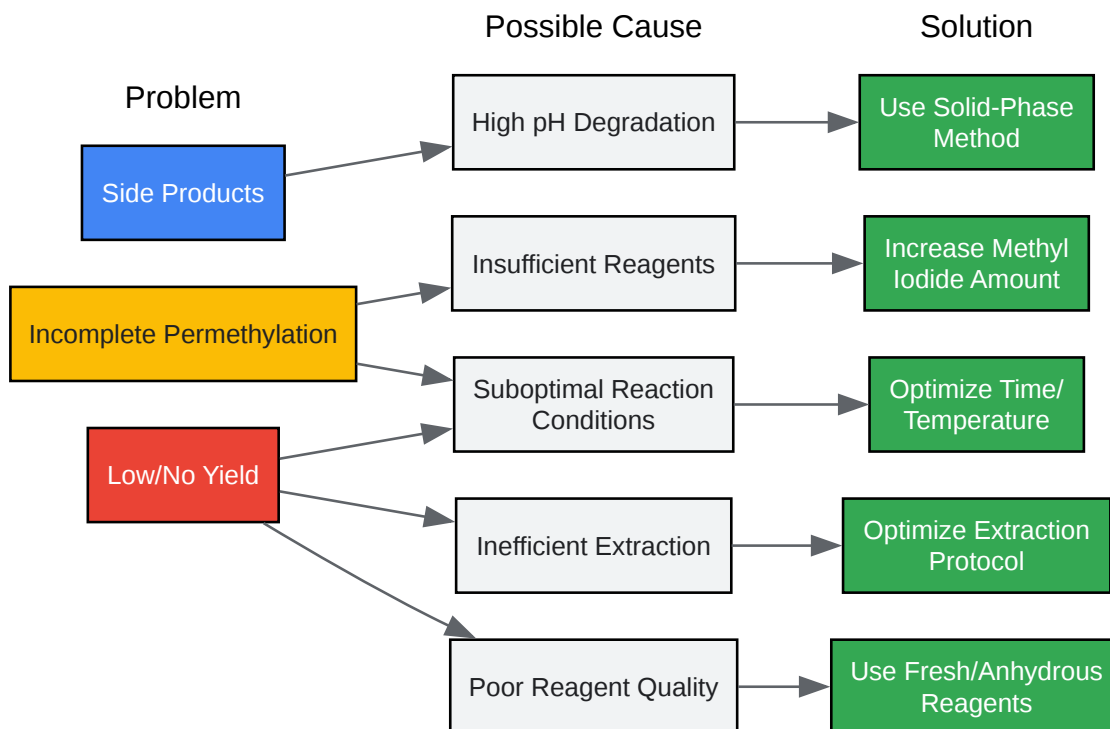 Possible Cause
Solution
Problem
High pH Degradation
Use Solid-Phase
Method
Side Products
Insufficient Reagents
Increase Methyl
Iodide Amount
Incomplete Permethylation
Suboptimal Reaction
Conditions
Optimize Time/
Temperature
Low/No Yield
Inefficient Extraction
Optimize Extraction
Protocol
Poor Reagent Quality
Use Fresh/Anhydrous
Reagents